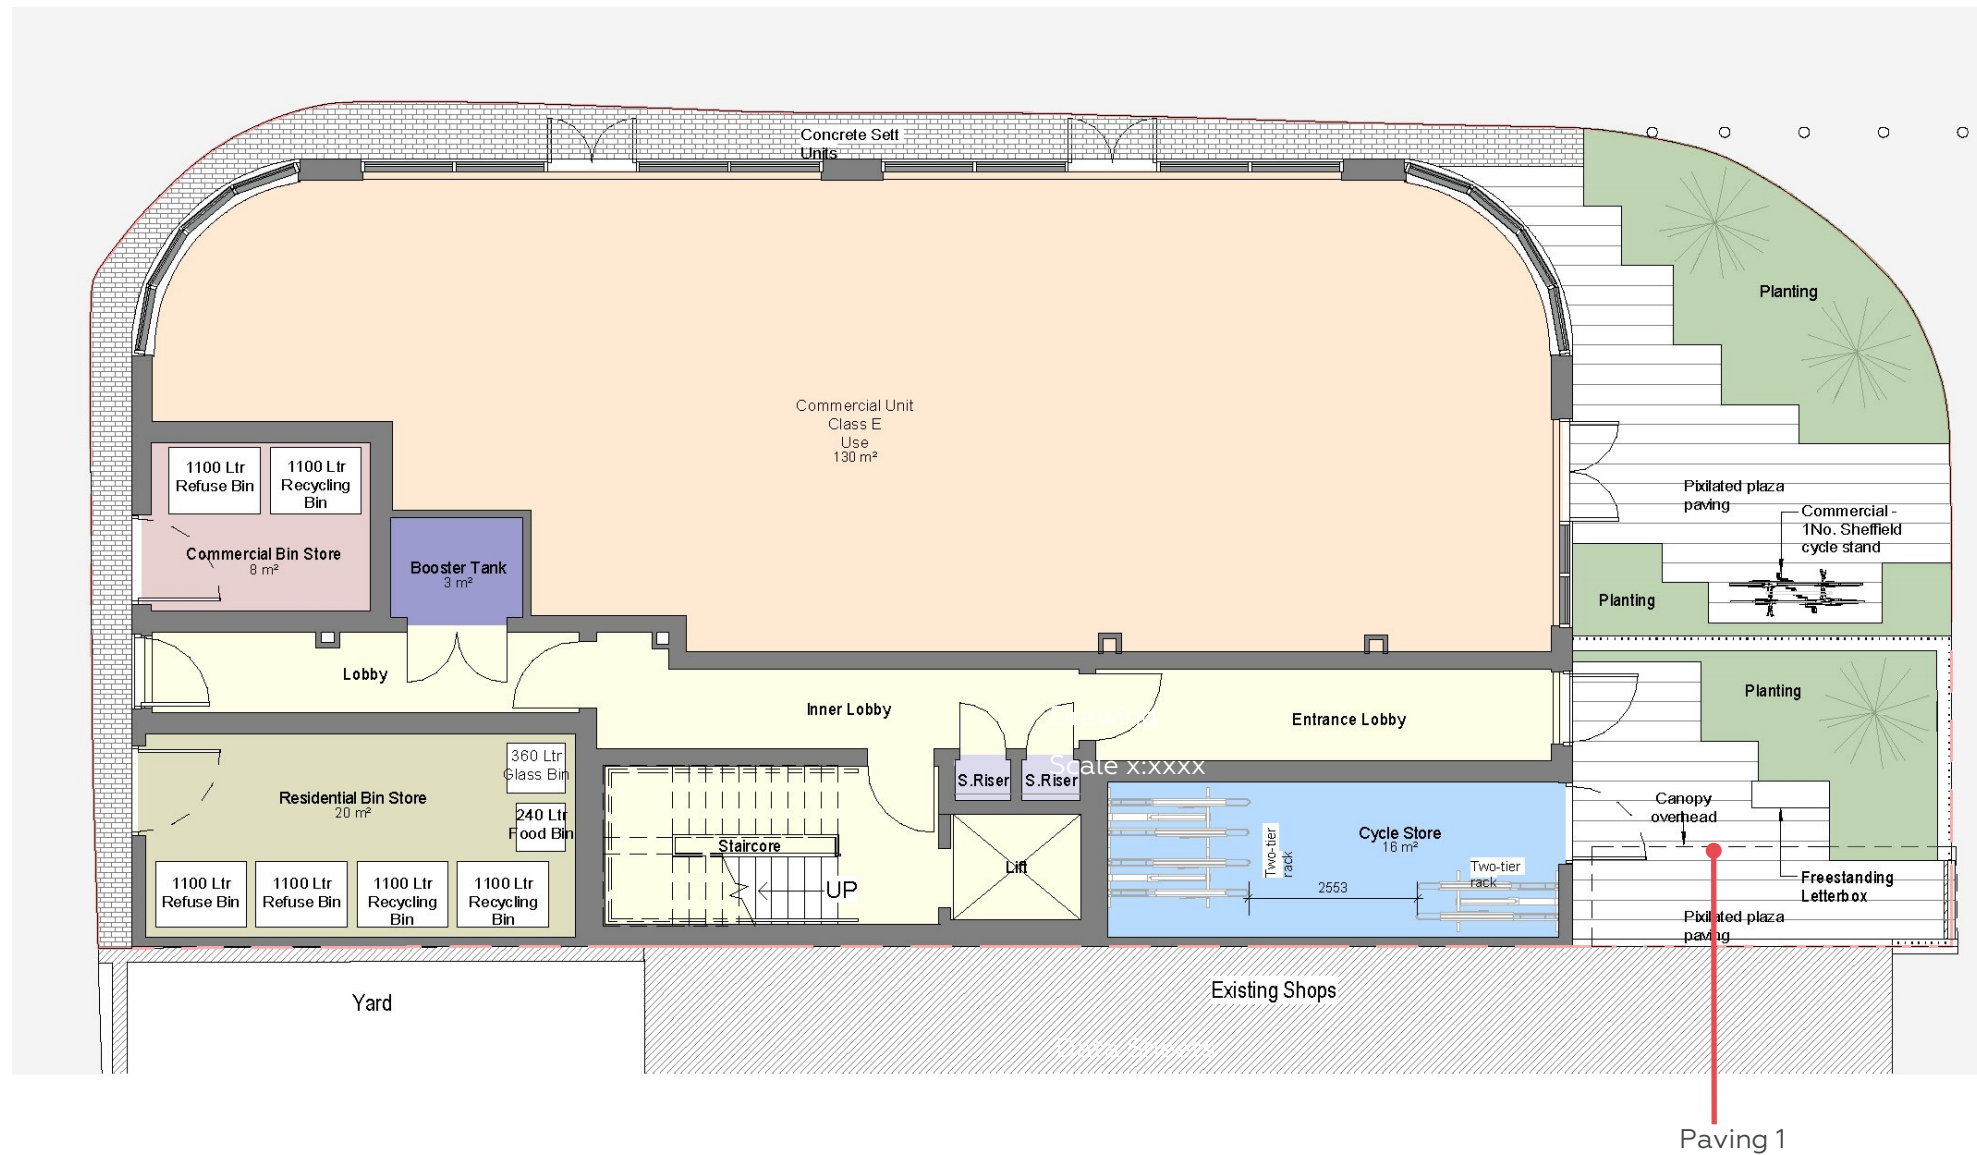 Concrete Sett
Units
Planting
Commercial Unit
Class E
Use
130 m²
1100 Ltr
Refuse Bin
1100 Ltr
Recycling
Bin
Commercial Bin Store
8 m²
Booster Tank
3 m²
Pixilated plaza
paving
Commercial -
1No. Sheffield
cycle stand
Planting
Lobby
Inner Lobby
Drawing
Entrance Lobby
Planting
Scale x:xxxx
S.Riser
S.Riser
360 Ltr
Glass Bin
Residential Bin Store
20 m²
240 Ltr
Food Bin
1100 Ltr
Refuse Bin
1100 Ltr
Refuse Bin
1100 Ltr
Recycling
Bin
1100 Ltr
Recycling
Bin
Staircore
UP
Lift
Two-tier
rack
Cycle Store
16 m²
2553
Two-tier
rack
Canopy
overhead
Freestanding
Letterbox
Pixilated plaza
paving
Yard
Existing Shops
Data Sheets
Paving 1